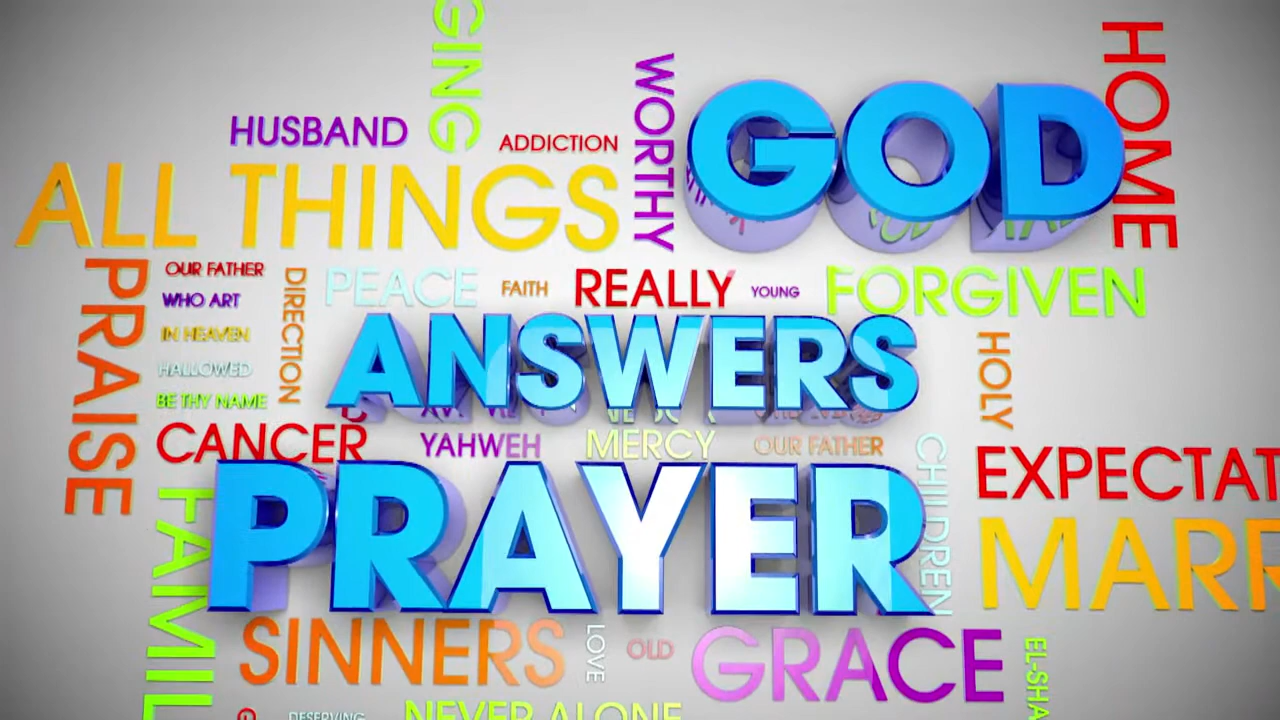 GING
HOME
WORTHY
GOD
HUSBAND
ADDICTION
ALL THINGS
PRAISE
OUR FATHER
WHO ART
IN HEAVEN
HALLOWED
BE THY NAME
DIRECTION
PEACE
FAITH
REALLY
YOUNG
FORGIVEN
ANSWERS
HOLY
CANCER
YAHWEH
MERCY
OUR FATHER
CHILDREN
EXPECTAT
PRAYER
MARR
FAMIL
SINNERS
LOVE
OLD
GRACE
EL-SHA
DESERVING
NEVER ALONE